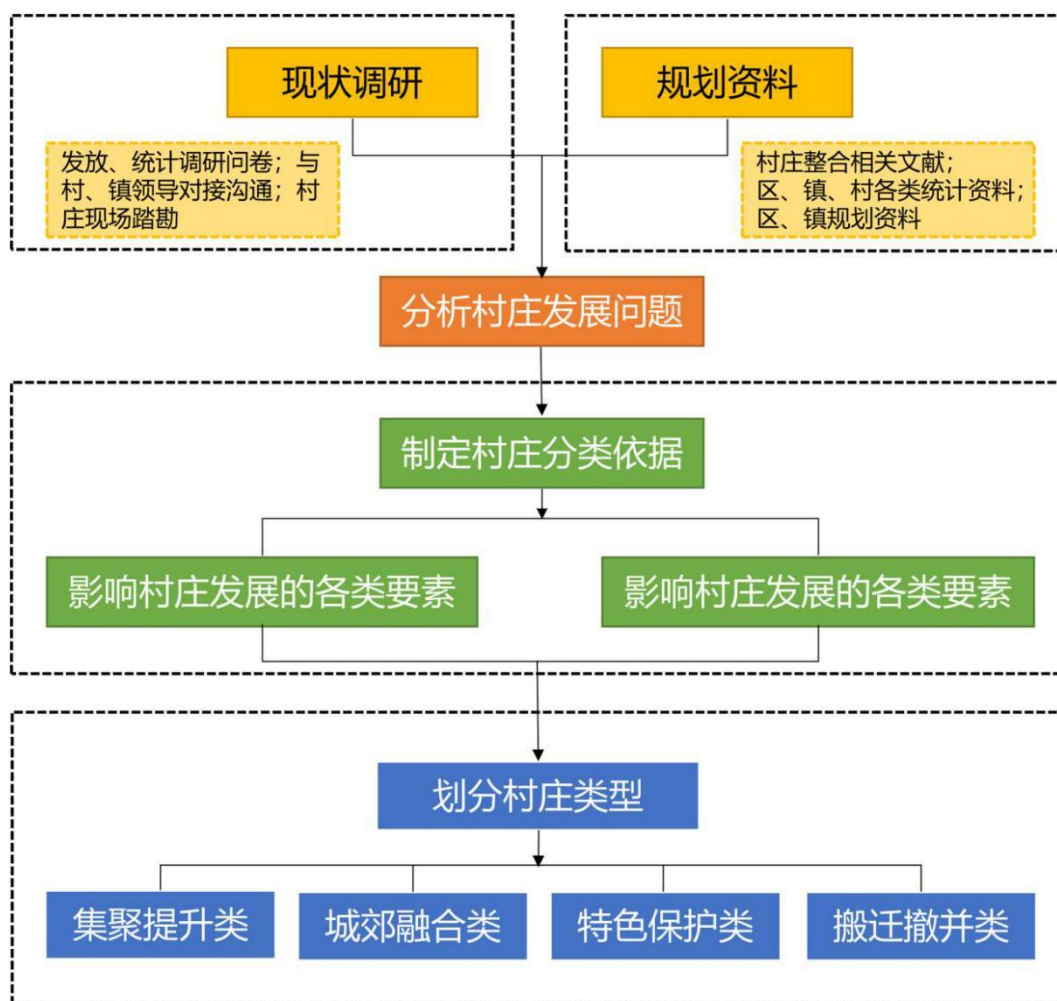 现状调研
规划资料
发放、统计调研问卷；与
村、镇领导对接沟通；村
庄现场踏勘
村庄整合相关文献；
区、镇、村各类统计资料；
区、镇规划资料
分析村庄发展问题
制定村庄分类依据
影响村庄发展的各类要素
影响村庄发展的各类要素
划分村庄类型
集聚提升类
城郊融合类
特色保护类
搬迁撤并类